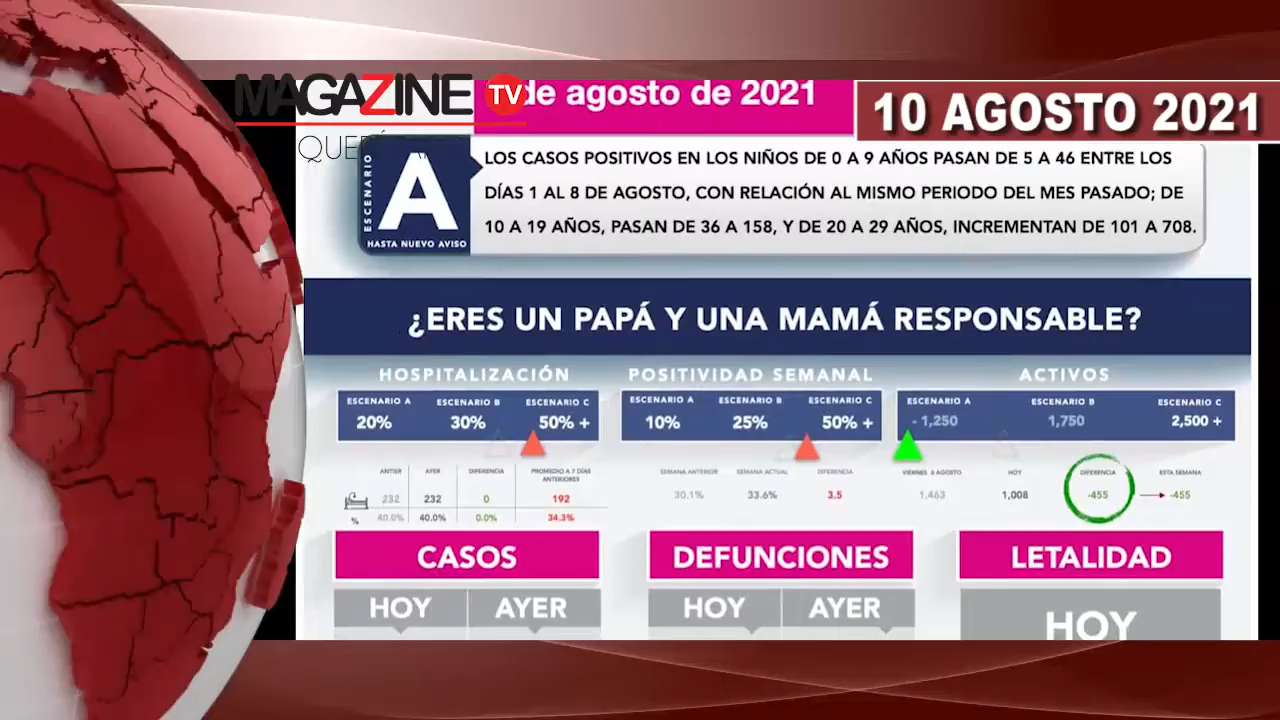 MAGAZINE TV
QUE
de agosto de 2021
10 AGOSTO 2021
ESCENARIO
A
HASTA NUEVO AVISO
LOS CASOS POSITIVOS EN LOS NIÑOS DE 0 A 9 AÑOS PASAN DE 5 A 46 ENTRE LOS
DÍAS 1 AL 8 DE AGOSTO, CON RELACIÓN AL MISMO PERIODO DEL MES PASADO; DE
10 A 19 AÑOS, PASAN DE 36 A 158, Y DE 20 A 29 AÑOS, INCREMENTAN DE 101 A 708.
¿ERES UN PAPÁ Y UNA MAMÁ RESPONSABLE?
HOSPITALIZACIÓN
ESCENARIO A ESCENARIO B ESCENARIO C
20% 30% 50% +
ANTIER AYER DIFERENCIA PROMEDIO A 7 DÍAS
ANTERIORES
232 232 0 192
% 40.0% 40.0% 0.0% 34.3%
POSITIVIDAD SEMANAL
ESCENARIO A ESCENARIO B ESCENARIO C
10% 25% 50% +
SEMANA ANTERIOR SEMANA ACTUAL DIFERENCIA
30.1% 33.6% 3.5
ACTIVOS
ESCENARIO A ESCENARIO B ESCENARIO C
- 1,250 1,750 2,500 +
VIERNES 6 AGOSTO HOY DIFERENCIA ESTA SEMANA
1,463 1,008 -455 -455
CASOS
HOY AYER
DEFUNCIONES
HOY AYER
LETALIDAD
HOY